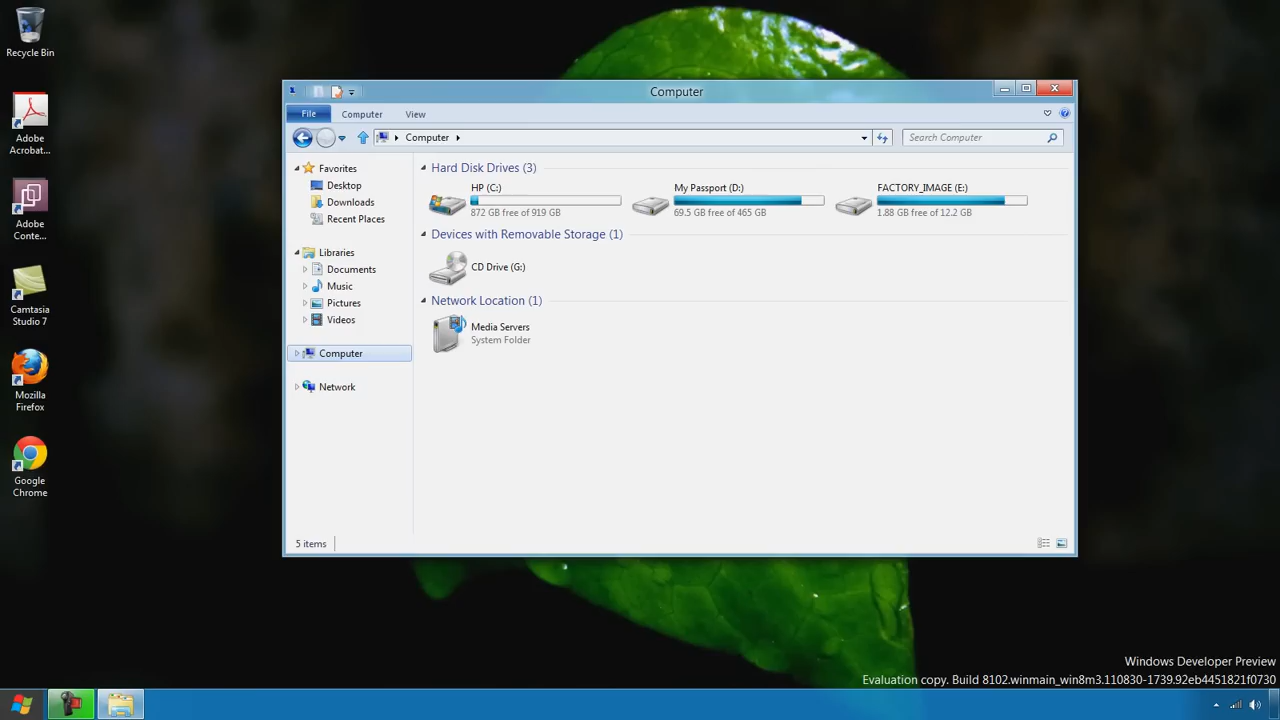 Recycle Bin
Adobe
Acrobat...
Adobe
Conte...
Camtasia
Studio 7
Mozilla
Firefox
Google
Chrome
Computer
File
Computer
View
Computer
Search Computer
Favorites
Desktop
Downloads
Recent Places
Libraries
Documents
Music
Pictures
Videos
Computer
Network
Hard Disk Drives (3)
HP (C:)
872 GB free of 919 GB
My Passport (D:)
69.5 GB free of 465 GB
FACTORY_IMAGE (E:)
1.88 GB free of 12.2 GB
Devices with Removable Storage (1)
CD Drive (G:)
Network Location (1)
Media Servers
System Folder
5 items
Windows Developer Preview
Evaluation copy. Build 8102.winmain_win8m3.110830-1739.92eb4451821f0730